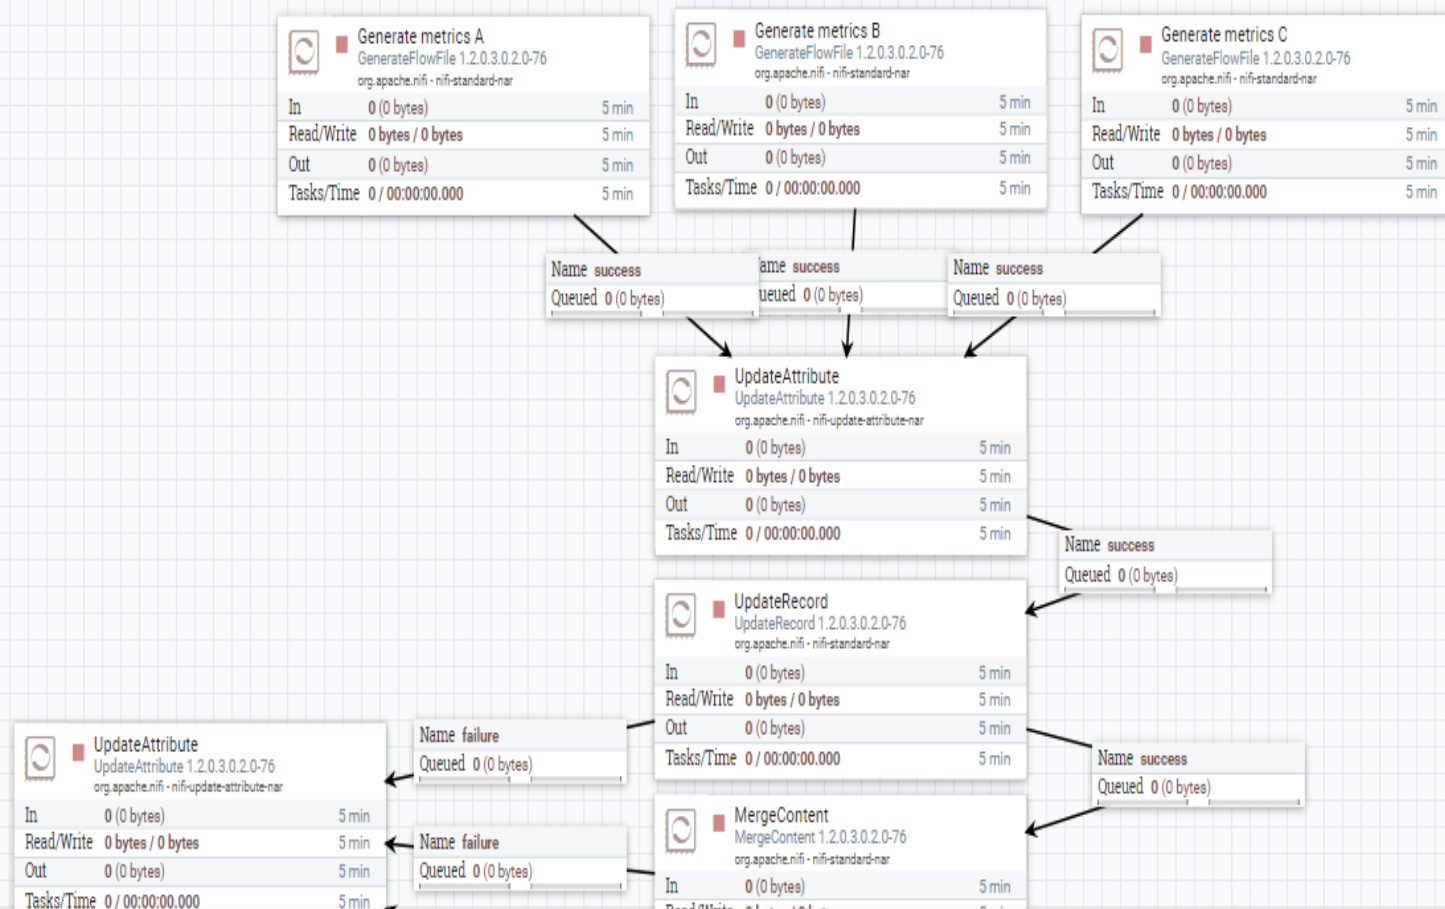 Generate metrics A
GenerateFlowFile 1.2.0.3.0.2.0-76
org.apache.nifi - nifi-standard-nar
In 0 (0 bytes) 5 min
Read/Write 0 bytes / 0 bytes 5 min
Out 0 (0 bytes) 5 min
Tasks/Time 0 / 00:00:00.000 5 min
Generate metrics B
GenerateFlowFile 1.2.0.3.0.2.0-76
org.apache.nifi - nifi-standard-nar
In 0 (0 bytes) 5 min
Read/Write 0 bytes / 0 bytes 5 min
Out 0 (0 bytes) 5 min
Tasks/Time 0 / 00:00:00.000 5 min
Generate metrics C
GenerateFlowFile 1.2.0.3.0.2.0-76
org.apache.nifi - nifi-standard-nar
In 0 (0 bytes) 5 min
Read/Write 0 bytes / 0 bytes 5 min
Out 0 (0 bytes) 5 min
Tasks/Time 0 / 00:00:00.000 5 min
Name success
Queued 0 (0 bytes)
ame success
ueued 0 (0 bytes)
Name success
Queued 0 (0 bytes)
UpdateAttribute
UpdateAttribute 1.2.0.3.0.2.0-76
org.apache.nifi - nifi-update-attribute-nar
In 0 (0 bytes) 5 min
Read/Write 0 bytes / 0 bytes 5 min
Out 0 (0 bytes) 5 min
Tasks/Time 0 / 00:00:00.000 5 min
Name success
Queued 0 (0 bytes)
UpdateRecord
UpdateRecord 1.2.0.3.0.2.0-76
org.apache.nifi - nifi-standard-nar
In 0 (0 bytes) 5 min
Read/Write 0 bytes / 0 bytes 5 min
Out 0 (0 bytes) 5 min
Tasks/Time 0 / 00:00:00.000 5 min
Name failure
Queued 0 (0 bytes)
Name success
Queued 0 (0 bytes)
UpdateAttribute
UpdateAttribute 1.2.0.3.0.2.0-76
org.apache.nifi - nifi-update-attribute-nar
In 0 (0 bytes) 5 min
Read/Write 0 bytes / 0 bytes 5 min
Out 0 (0 bytes) 5 min
Tasks/Time 0 / 00:00:00.000 5 min
Name failure
Queued 0 (0 bytes)
MergeContent
MergeContent 1.2.0.3.0.2.0-76
org.apache.nifi - nifi-standard-nar
In 0 (0 bytes) 5 min